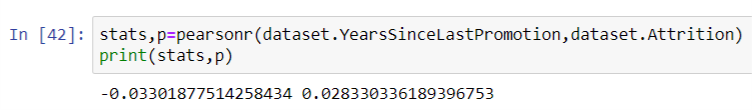 In [42]: stats,p=pearsonr(dataset.YearsSinceLastPromotion,dataset.Attrition)
print(stats,p)
-0.03301877514258434 0.028330336189396753